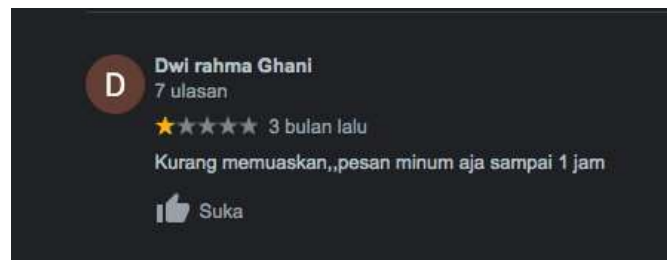 D
Dwi rahma Ghani
7 ulasan
3 bulan lalu
Kurang memuaskan,,pesan minum aja sampai 1 jam
Suka